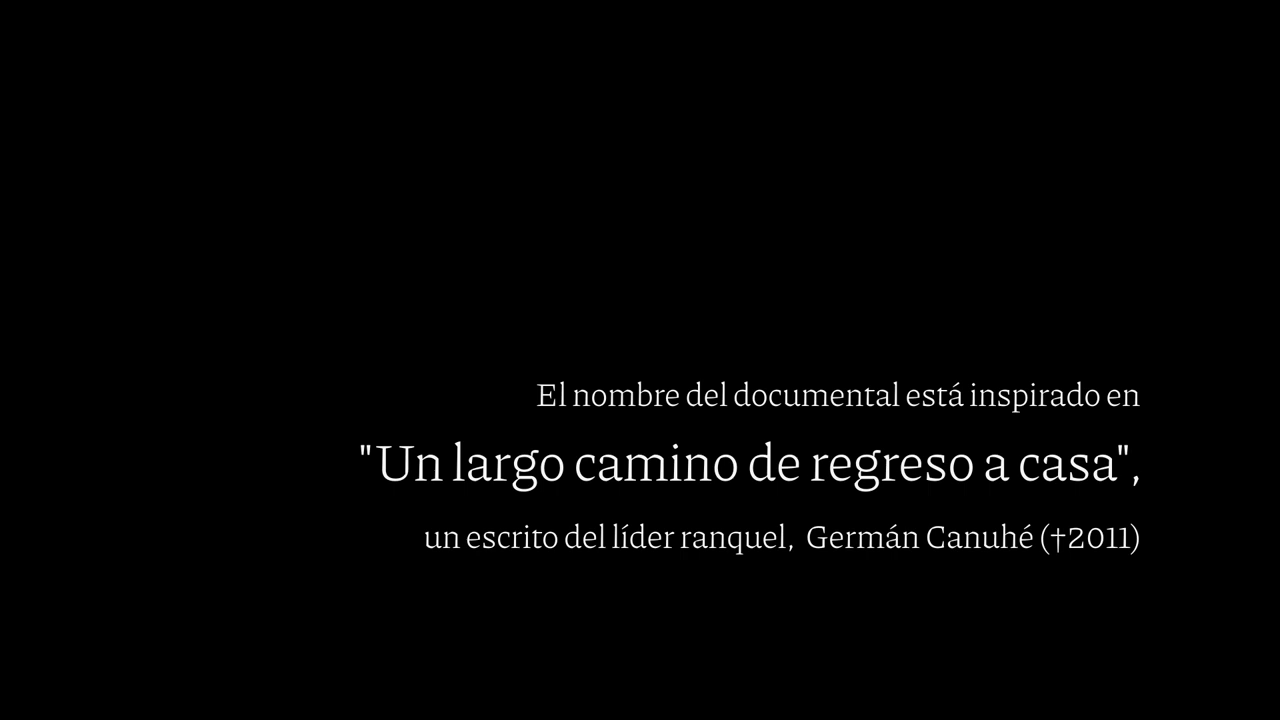 El nombre del documental está inspirado en
"Un largo camino de regreso a casa",
un escrito del líder ranquel,  Germán Canuhé (†2011)